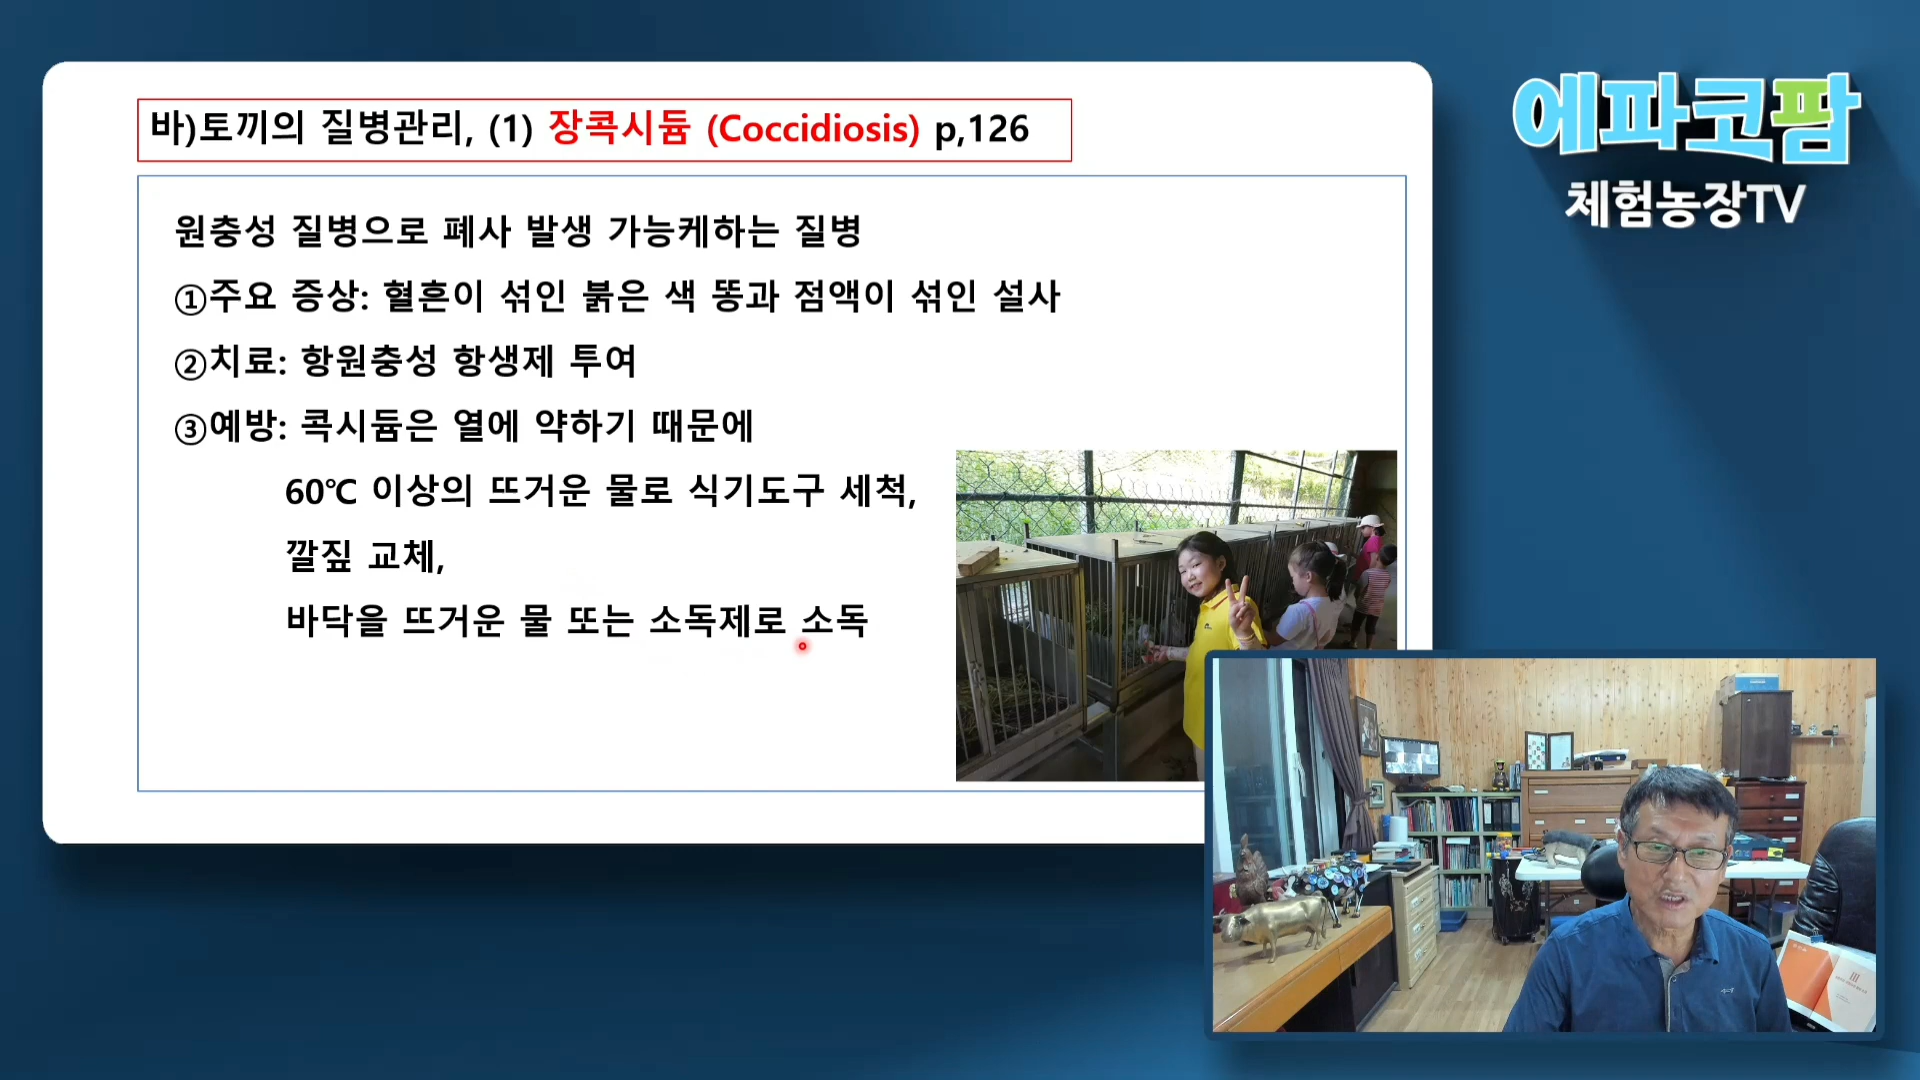 바)토끼의 질병관리, (1) 장콕시듐 (Coccidiosis) p,126
원충성 질병으로 폐사 발생 가능케하는 질병
①주요 증상: 혈흔이 섞인 붉은 색 똥과 점액이 섞인 설사
②치료: 항원충성 항생제 투여
③예방: 콕시듐은 열에 약하기 때문에
60℃ 이상의 뜨거운 물로 식기도구 세척,
깔짚 교체,
바닥을 뜨거운 물 또는 소독제로 소독
에파코팜
체험농장TV